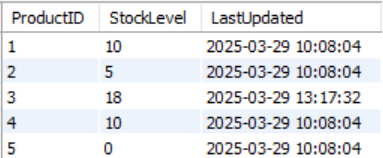 ProductID StockLevel LastUpdated
1 10 2025-03-29 10:08:04
2 5 2025-03-29 10:08:04
3 18 2025-03-29 13:17:32
4 10 2025-03-29 10:08:04
5 0 2025-03-29 10:08:04